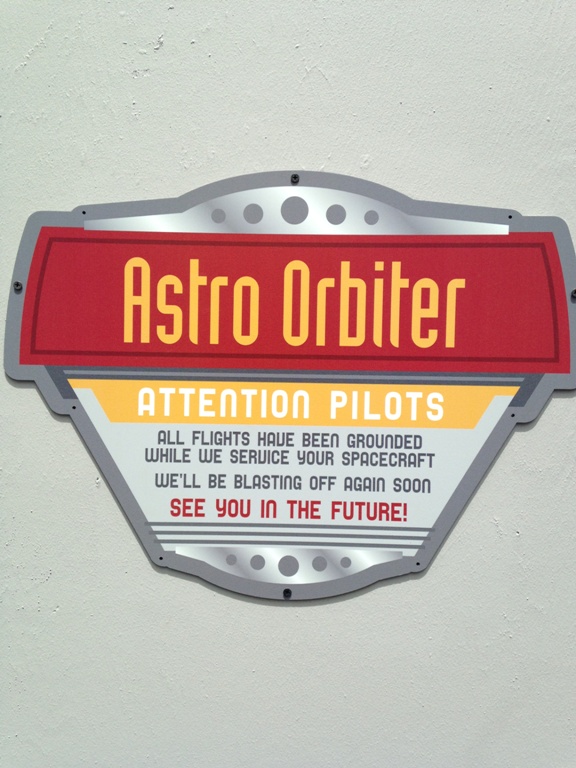 Astro Orbiter
ATTENTION PILOTS
ALL FLIGHTS HAVE BEEN GROUNDED
WHILE WE SERVICE YOUR SPACECRAFT
WE'LL BE BLASTING OFF AGAIN SOON
SEE YOU IN THE FUTURE!